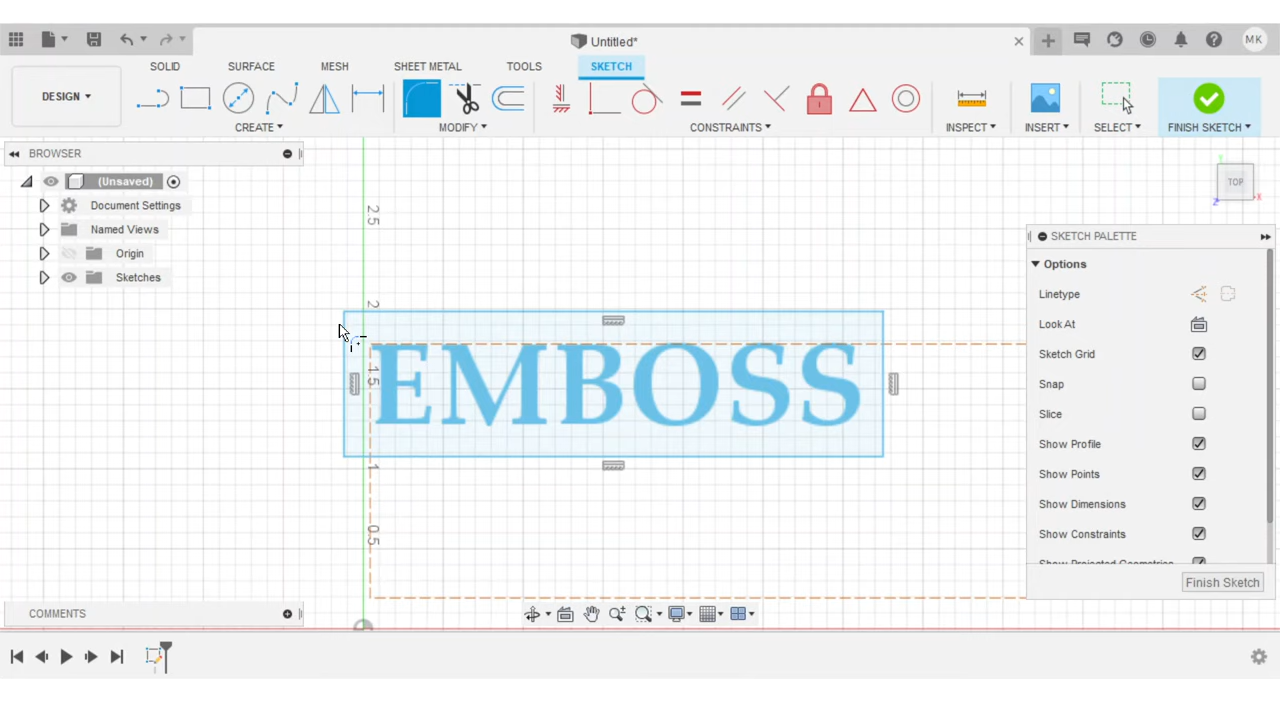 Untitled*
MK
SOLID SURFACE MESH SHEET METAL TOOLS SKETCH
DESIGN
CREATE MODIFY CONSTRAINTS INSPECT INSERT SELECT FINISH SKETCH
BROWSER
(Unsaved)
Document Settings
Named Views
Origin
Sketches
TOP
X
Y
Z
2.5
2
1.5
1
0.5
EMBOSS
SKETCH PALETTE
Options
Linetype
Look At
Sketch Grid
Snap
Slice
Show Profile
Show Points
Show Dimensions
Show Constraints
Show Projected Geometries
Finish Sketch
COMMENTS